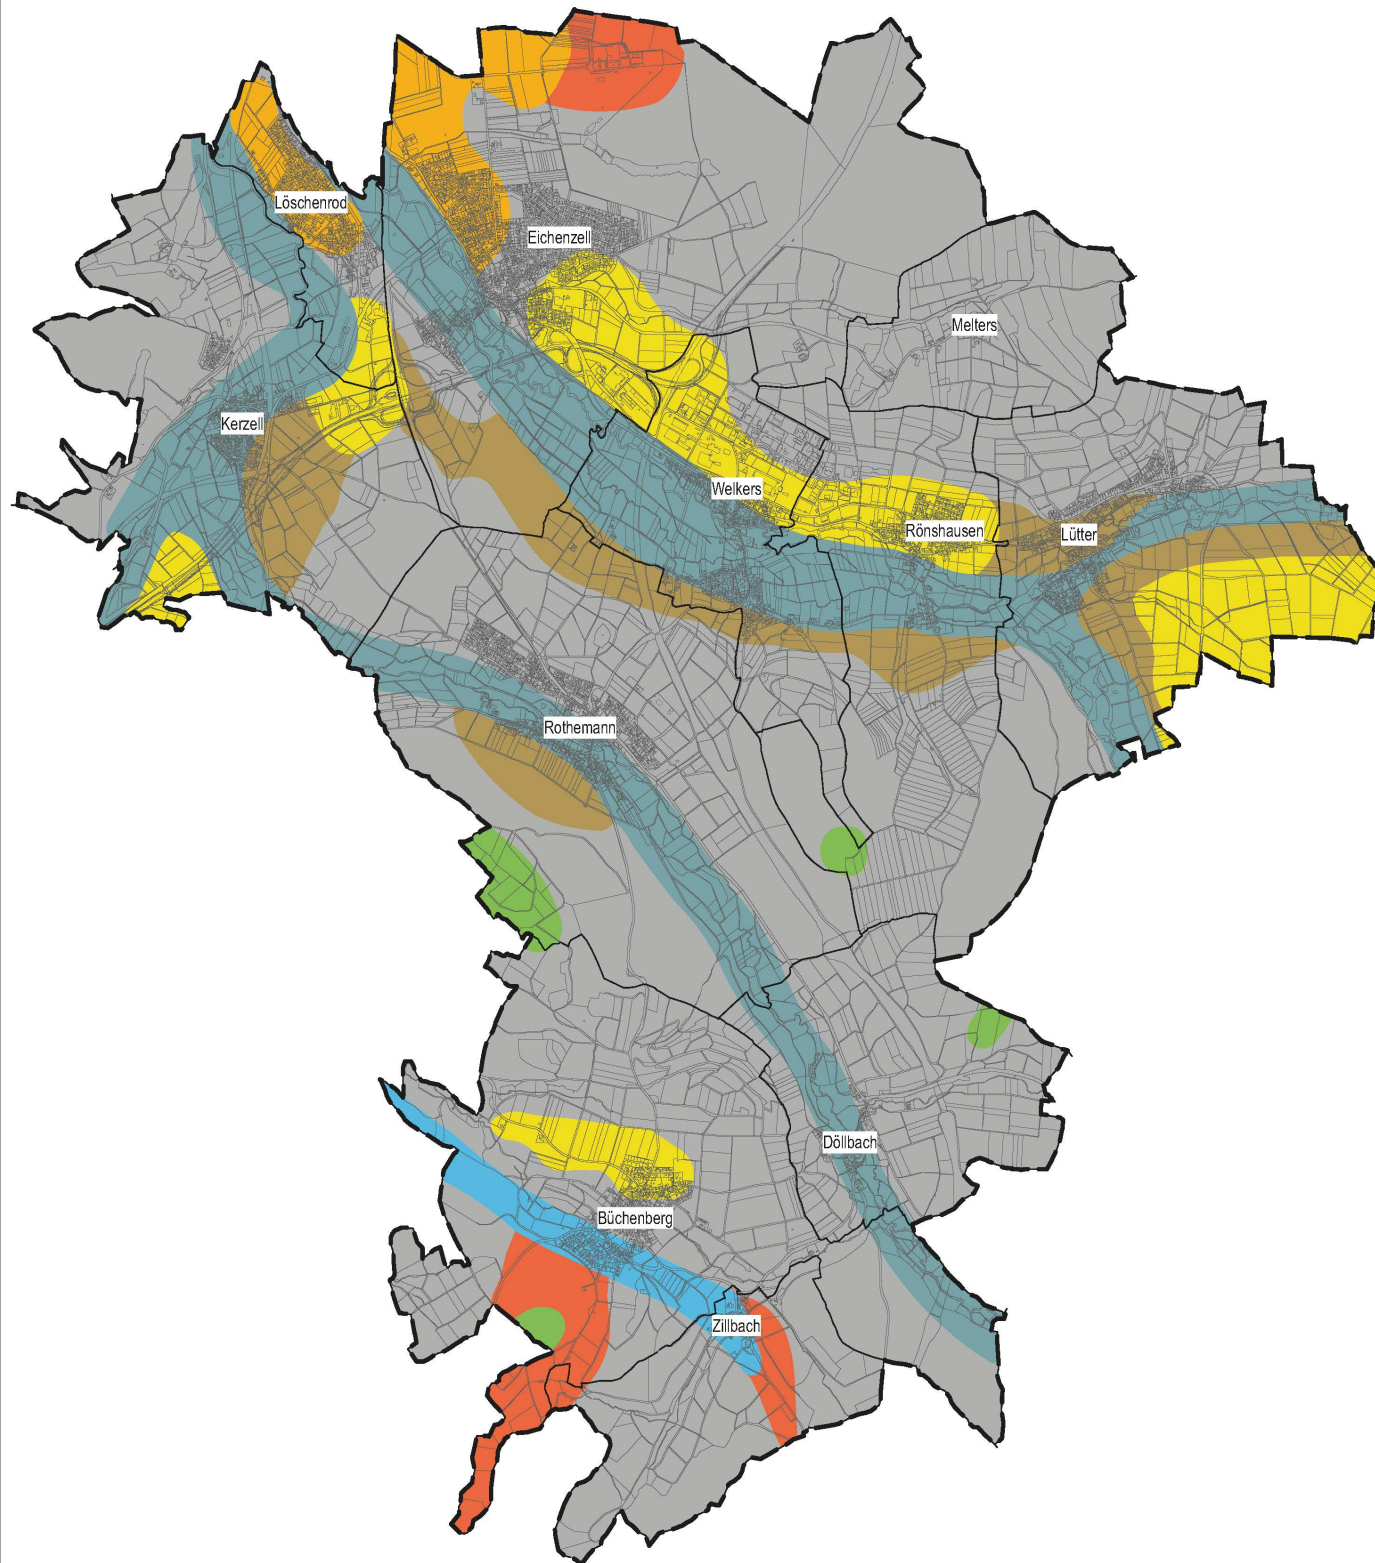 Löschenrod
Eichenzell
Melters
Kerzell
Welkers
Rönshausen
Lütter
Rothemann
Döllbach
Büchenberg
Zillbach